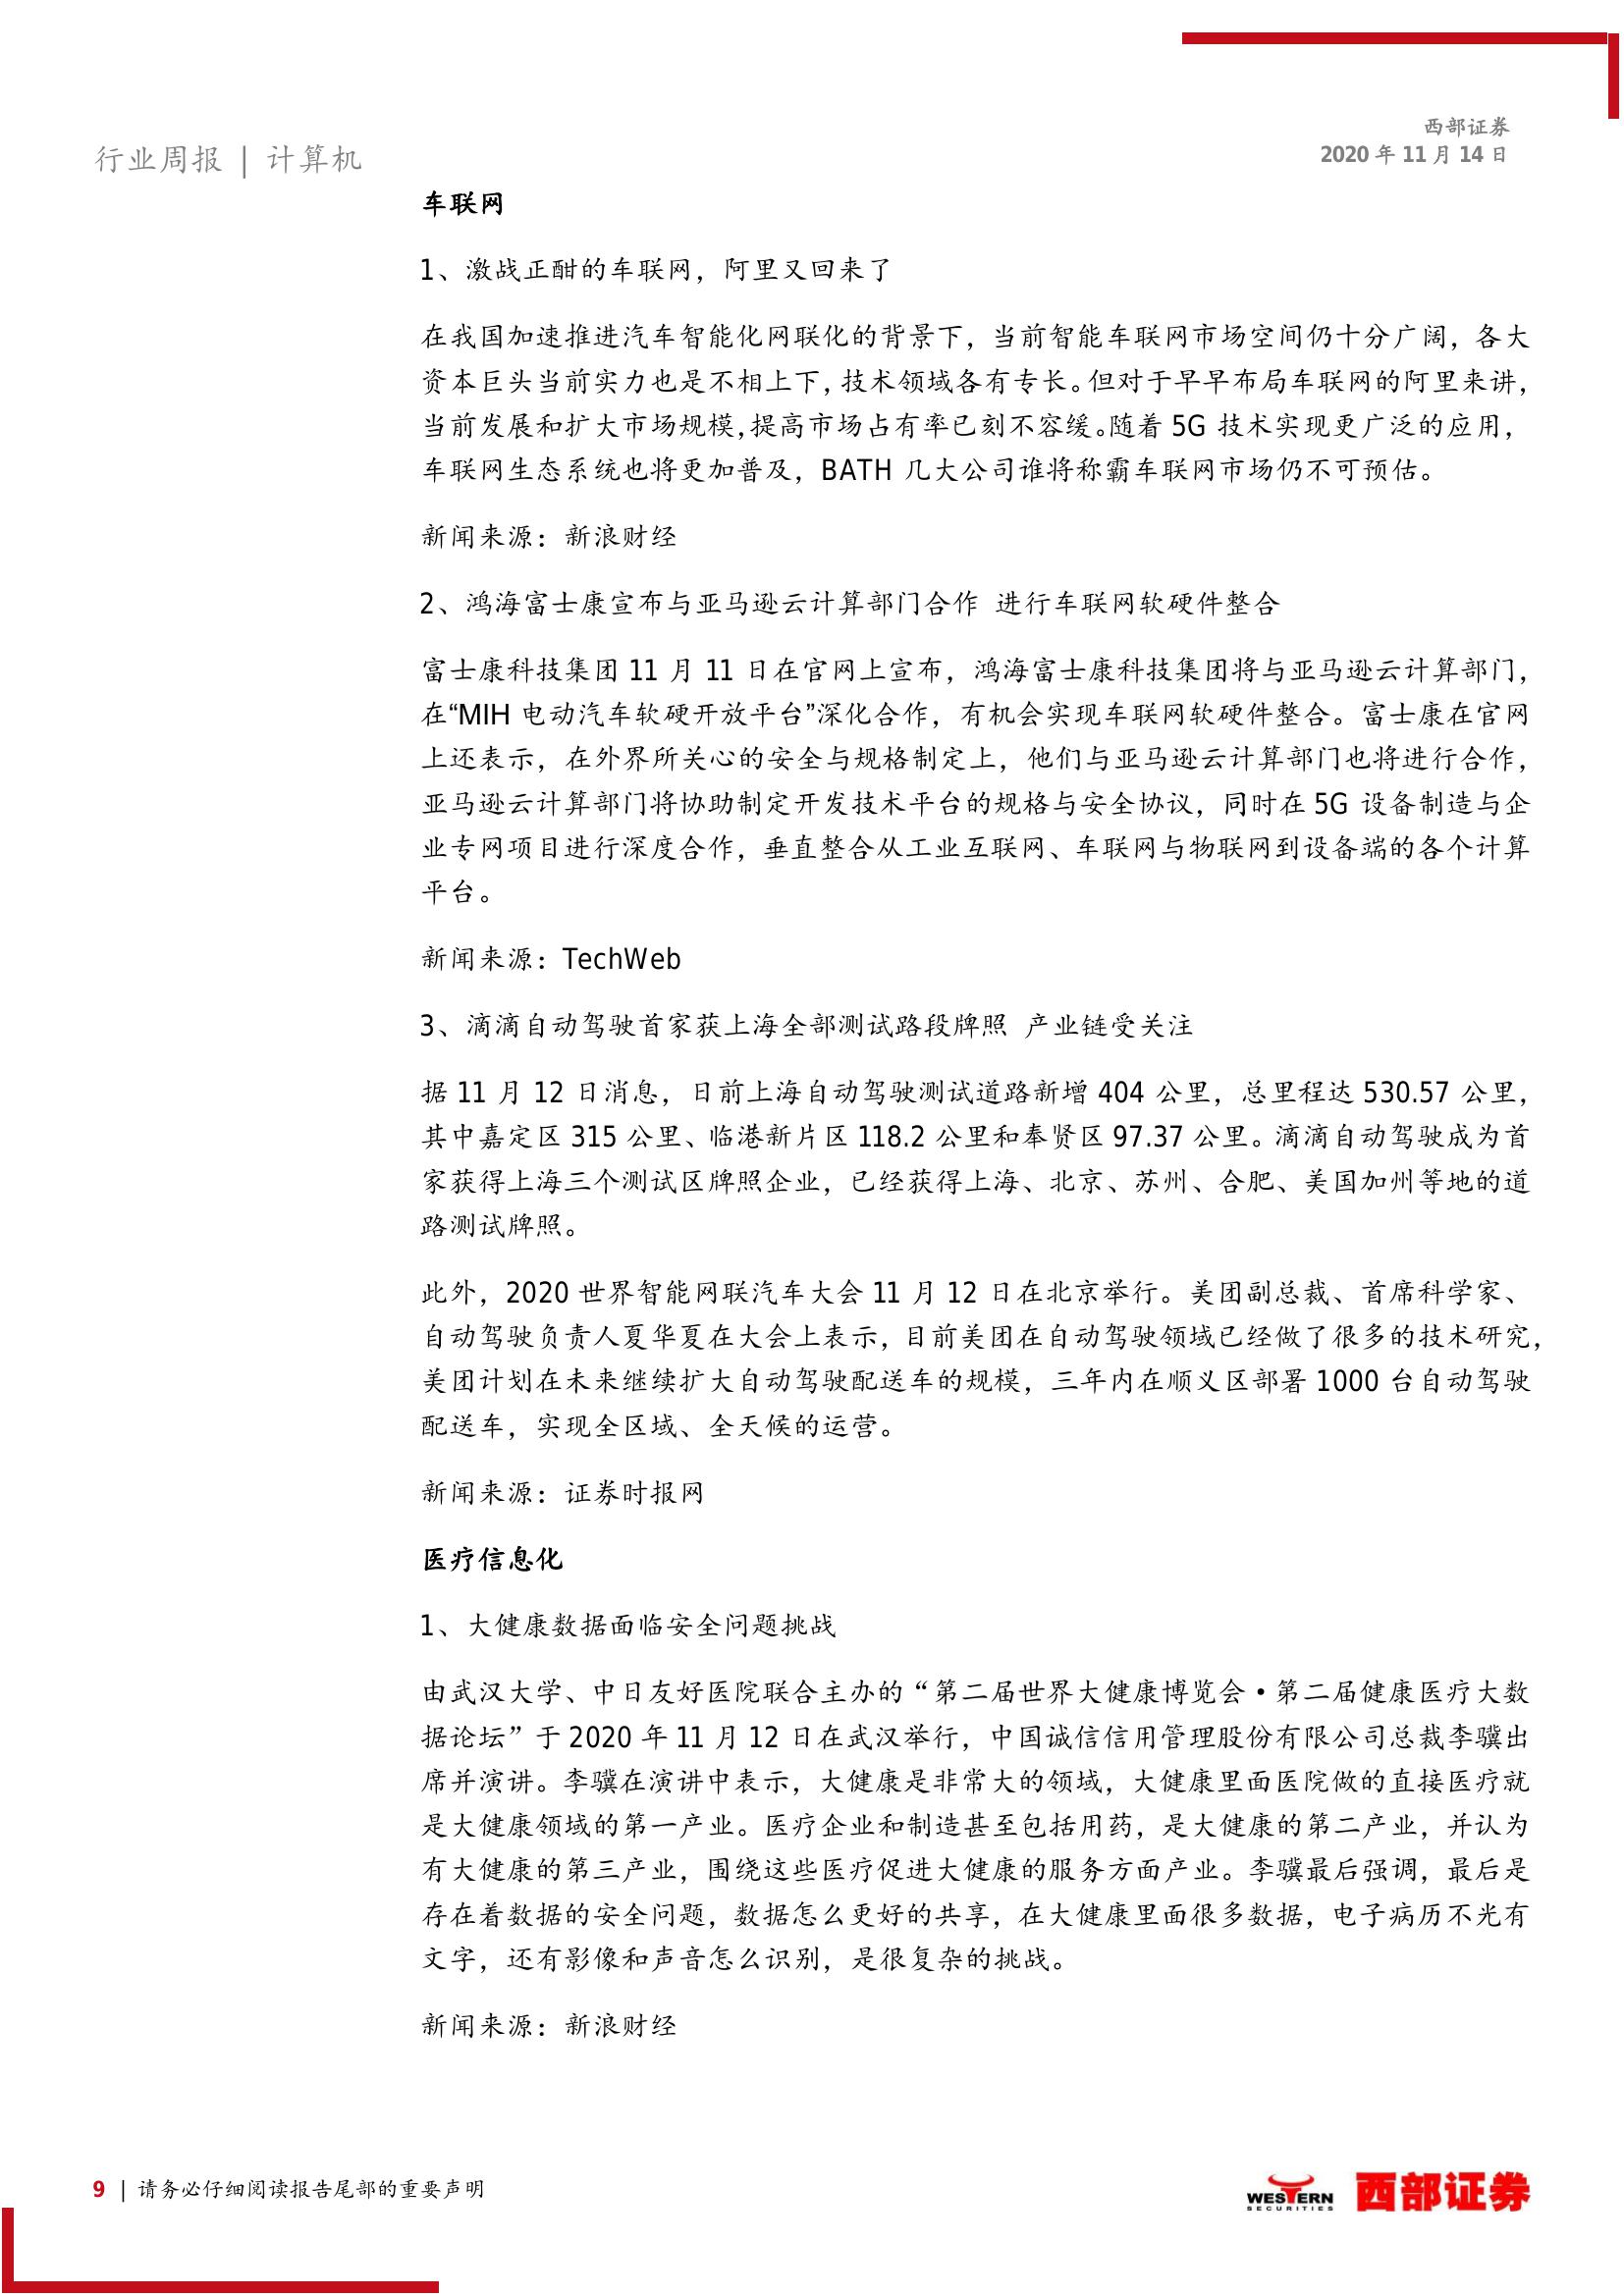 西部证券
2020 年 11 月 14 日
行业周报 | 计算机
车联网
1、激战正酣的车联网，阿里又回来了
在我国加速推进汽车智能化网联化的背景下，当前智能车联网市场空间仍十分广阔，各大
资本巨头当前实力也是不相上下，技术领域各有专长。但对于早早布局车联网的阿里来讲，
当前发展和扩大市场规模，提高市场占有率已刻不容缓。随着 5G 技术实现更广泛的应用，
车联网生态系统也将更加普及，BATH 几大公司谁将称霸车联网市场仍不可预估。
新闻来源：新浪财经
2、鸿海富士康宣布与亚马逊云计算部门合作 进行车联网软硬件整合
富士康科技集团 11 月 11 日在官网上宣布，鸿海富士康科技集团将与亚马逊云计算部门，
在“MIH 电动汽车软硬开放平台”深化合作，有机会实现车联网软硬件整合。富士康在官网
上还表示，在外界所关心的安全与规格制定上，他们与亚马逊云计算部门也将进行合作，
亚马逊云计算部门将协助制定开发技术平台的规格与安全协议，同时在 5G 设备制造与企
业专网项目进行深度合作，垂直整合从工业互联网、车联网与物联网到设备端的各个计算
平台。
新闻来源：TechWeb
3、滴滴自动驾驶首家获上海全部测试路段牌照 产业链受关注
据 11 月 12 日消息，日前上海自动驾驶测试道路新增 404 公里，总里程达 530.57 公里，
其中嘉定区 315 公里、临港新片区 118.2 公里和奉贤区 97.37 公里。滴滴自动驾驶成为首
家获得上海三个测试区牌照企业，已经获得上海、北京、苏州、合肥、美国加州等地的道
路测试牌照。
此外，2020 世界智能网联汽车大会 11 月 12 日在北京举行。美团副总裁、首席科学家、
自动驾驶负责人夏华夏在大会上表示，目前美团在自动驾驶领域已经做了很多的技术研究，
美团计划在未来继续扩大自动驾驶配送车的规模，三年内在顺义区部署 1000 台自动驾驶
配送车，实现全区域、全天候的运营。
新闻来源：证券时报网
医疗信息化
1、大健康数据面临安全问题挑战
由武汉大学、中日友好医院联合主办的“第二届世界大健康博览会•第二届健康医疗大数
据论坛”于 2020 年 11 月 12 日在武汉举行，中国诚信信用管理股份有限公司总裁李骥出
席并演讲。李骥在演讲中表示，大健康是非常大的领域，大健康里面医院做的直接医疗就
是大健康领域的第一产业。医疗企业和制造甚至包括用药，是大健康的第二产业，并认为
有大健康的第三产业，围绕这些医疗促进大健康的服务方面产业。李骥最后强调，最后是
存在着数据的安全问题，数据怎么更好的共享，在大健康里面很多数据，电子病历不光有
文字，还有影像和声音怎么识别，是很复杂的挑战。
新闻来源：新浪财经
9 | 请务必仔细阅读报告尾部的重要声明
WESTERN
SECURITIES
西部证券